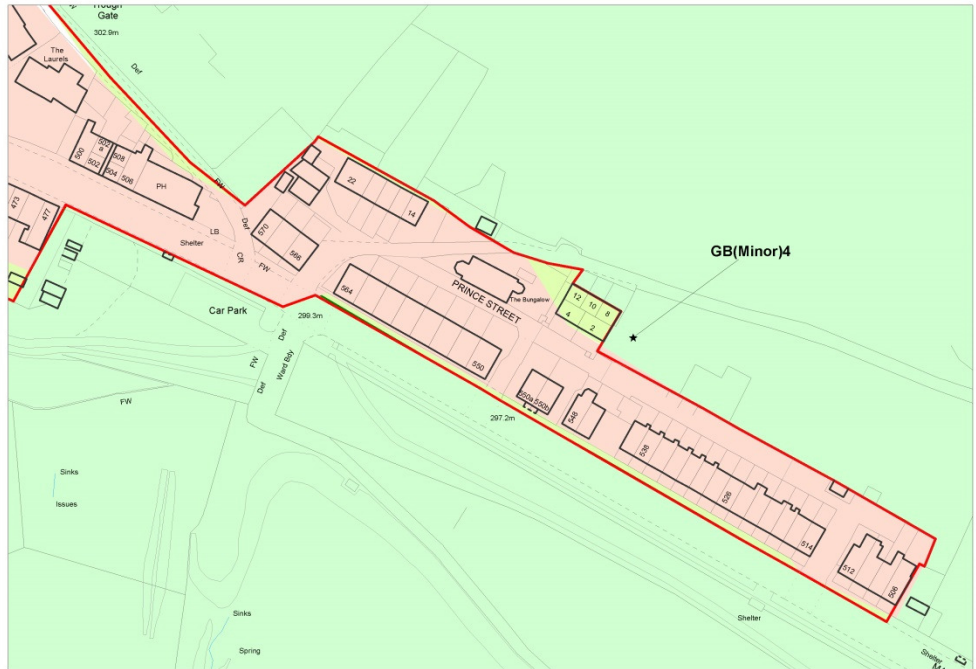 Trough
Gate
302.9m
The
Laurels
Def
500
502
a
502
508
504
506
PH
FW
473
477
LB
Shelter
CR
Def
FW
570
566
22
14
Car Park
299.3m
Def
FW
Def
Ward Bdy
FW
564
550
PRINCE STREET
The Bungalow
12
10
8
4
2
GB(Minor)4
550a
550b
548
297.2m
538
526
514
512
506
Sinks
Issues
Sinks
Spring
Shelter
Shelter